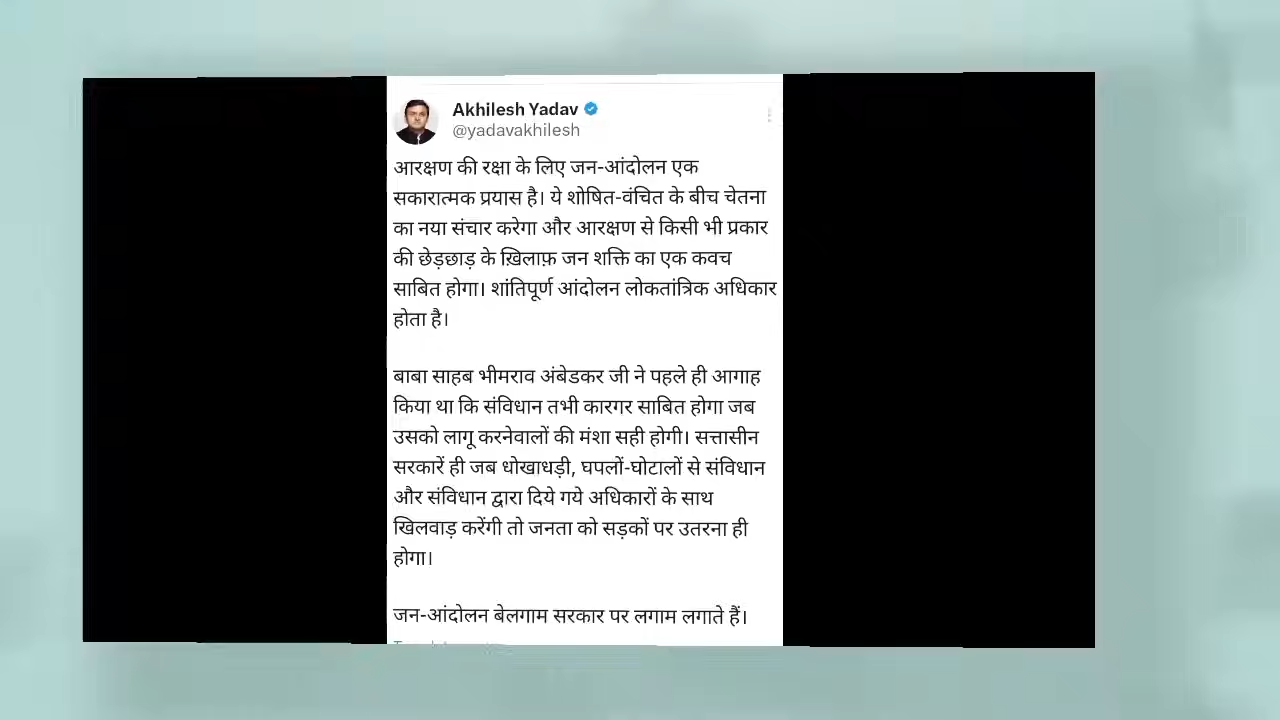 Akhilesh Yadav
@yadavakhilesh
आरक्षण की रक्षा के लिए जन-आंदोलन एक
सकारात्मक प्रयास है। ये शोषित-वंचित के बीच चेतना
का नया संचार करेगा और आरक्षण से किसी भी प्रकार
की छेड़छाड़ के ख़िलाफ़ जन शक्ति का एक कवच
साबित होगा। शांतिपूर्ण आंदोलन लोकतांत्रिक अधिकार
होता है।
बाबा साहब भीमराव अंबेडकर जी ने पहले ही आगाह
किया था कि संविधान तभी कारगर साबित होगा जब
उसको लागू करनेवालों की मंशा सही होगी। सत्तासीन
सरकारें ही जब धोखाधड़ी, घपलों-घोटालों से संविधान
और संविधान द्वारा दिये गये अधिकारों के साथ
खिलवाड़ करेंगी तो जनता को सड़कों पर उतरना ही
होगा।
जन-आंदोलन बेलगाम सरकार पर लगाम लगाते हैं।